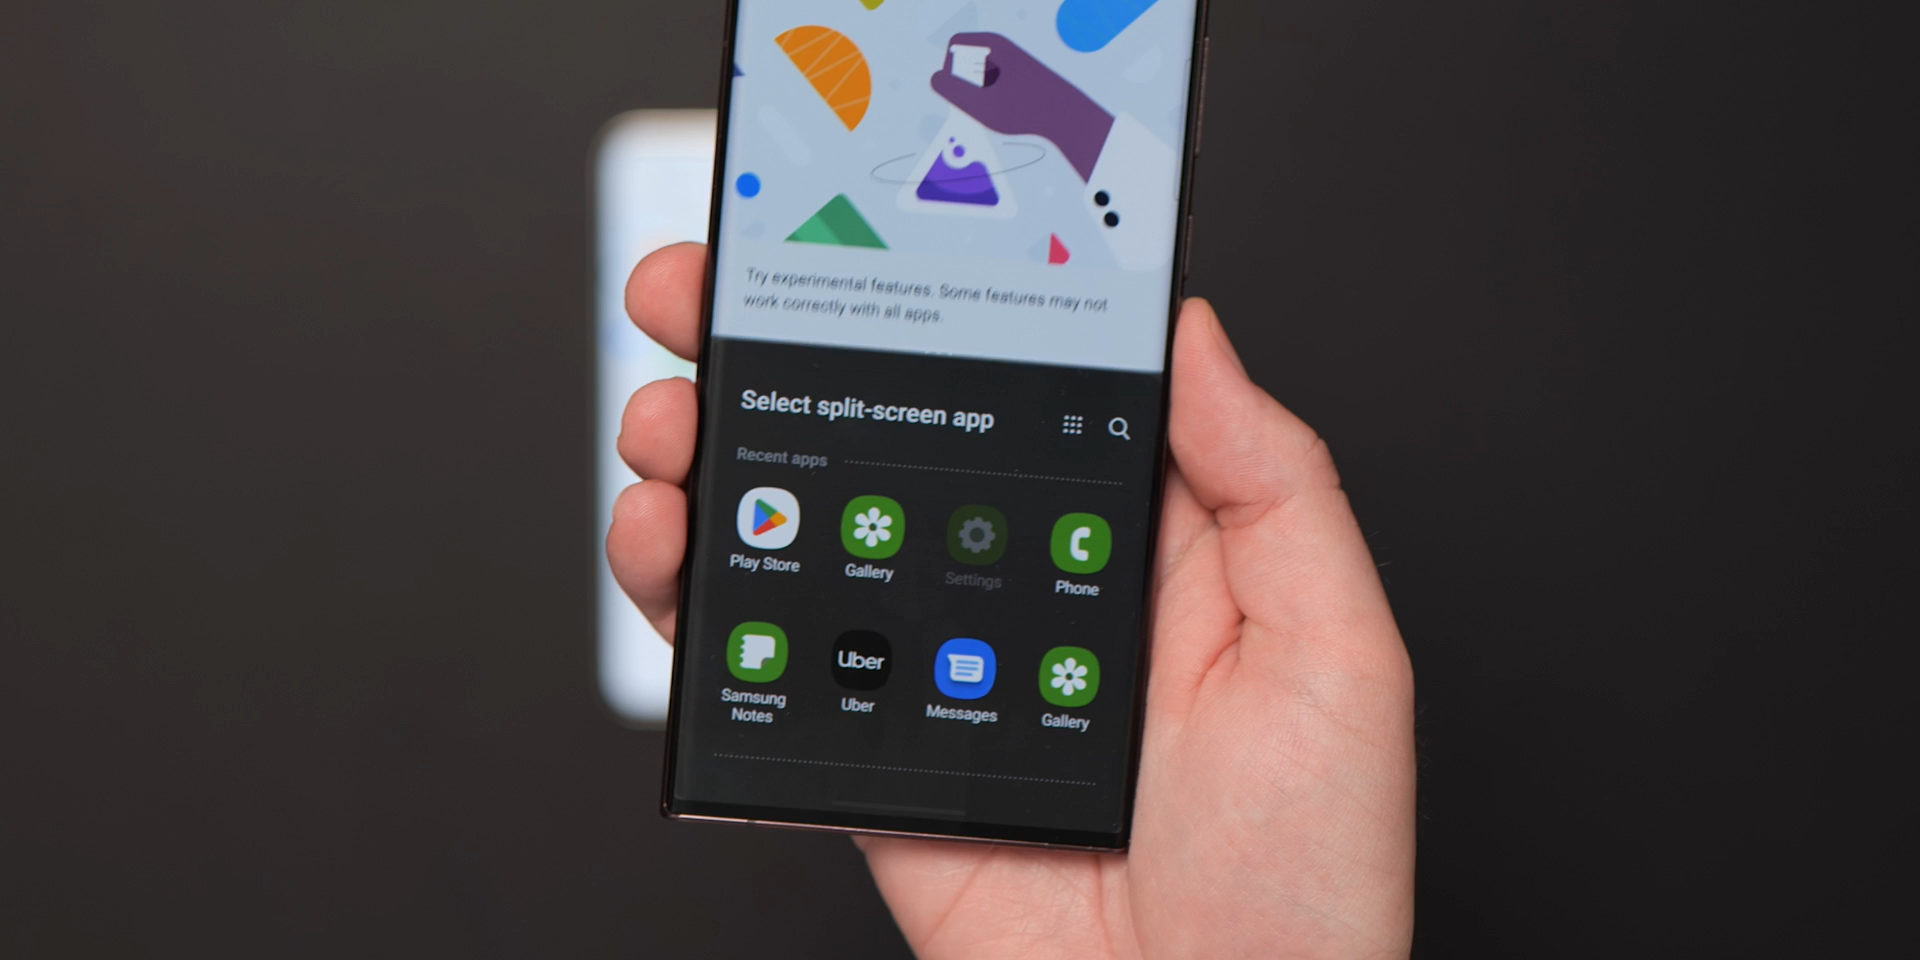 Try experimental features. Some features may not
work correctly with all apps.
Select split-screen app
Recent apps
Play Store
Gallery
Settings
Phone
Samsung
Notes
Uber
Uber
Messages
Gallery